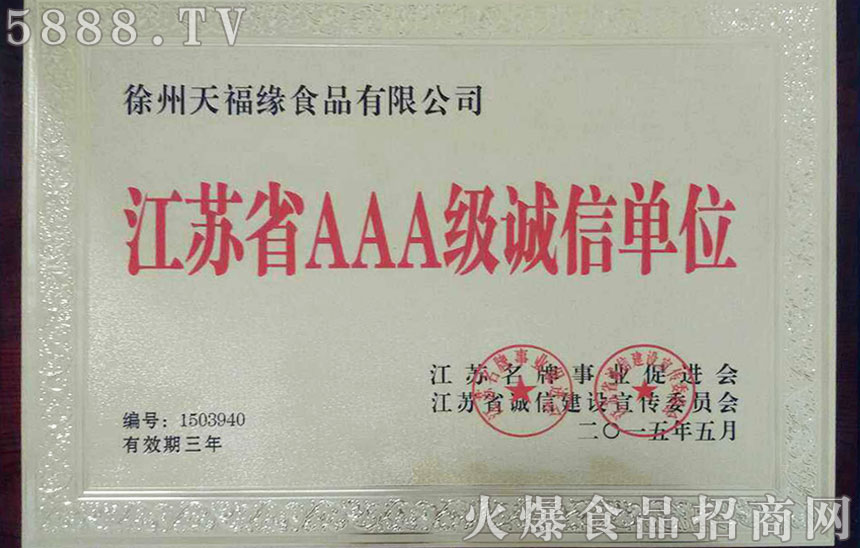 5888.TV
徐州天福缘食品有限公司
江苏省AAA级诚信单位
江苏名牌事业促进会
江苏省诚信建设宣传委员会
二〇一五年五月
编号：1503940
有效期三年
火爆食品招商网